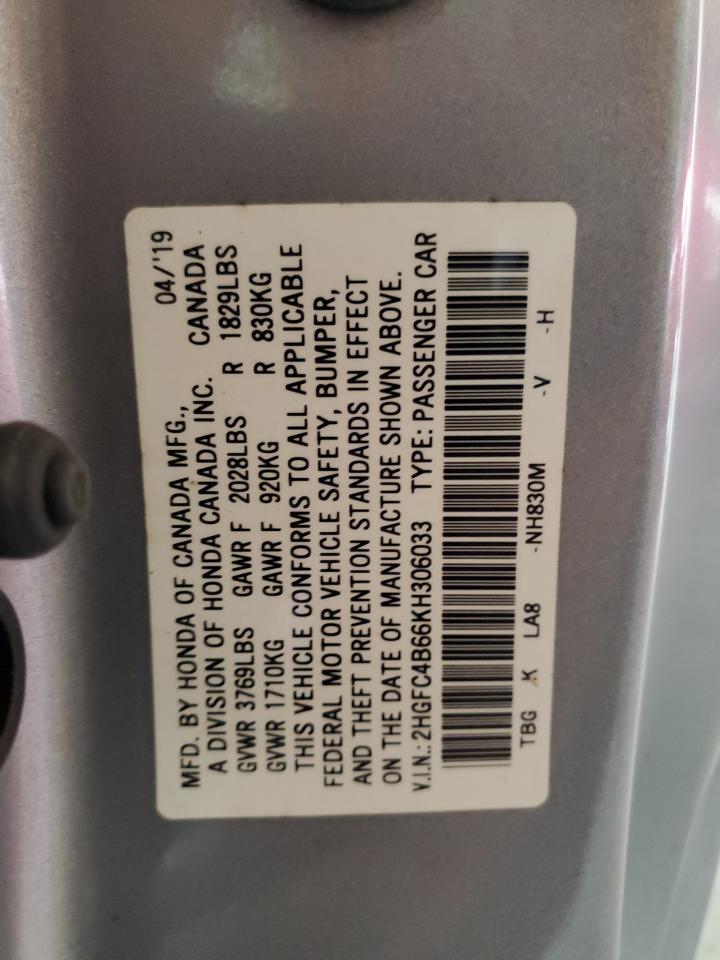 MFD. BY HONDA OF CANADA MFG., 04/'19
A DIVISION OF HONDA CANADA INC. CANADA
GVWR 3769LBS GAWR F 2028LBS R 1829LBS
GVWR 1710KG GAWR F 920KG R 830KG
THIS VEHICLE CONFORMS TO ALL APPLICABLE
FEDERAL MOTOR VEHICLE SAFETY, BUMPER,
AND THEFT PREVENTION STANDARDS IN EFFECT
ON THE DATE OF MANUFACTURE SHOWN ABOVE.
V.I.N.: 2HGFC4B66KH306033 TYPE: PASSENGER CAR
TBG K LA8 -NH830M -V -H